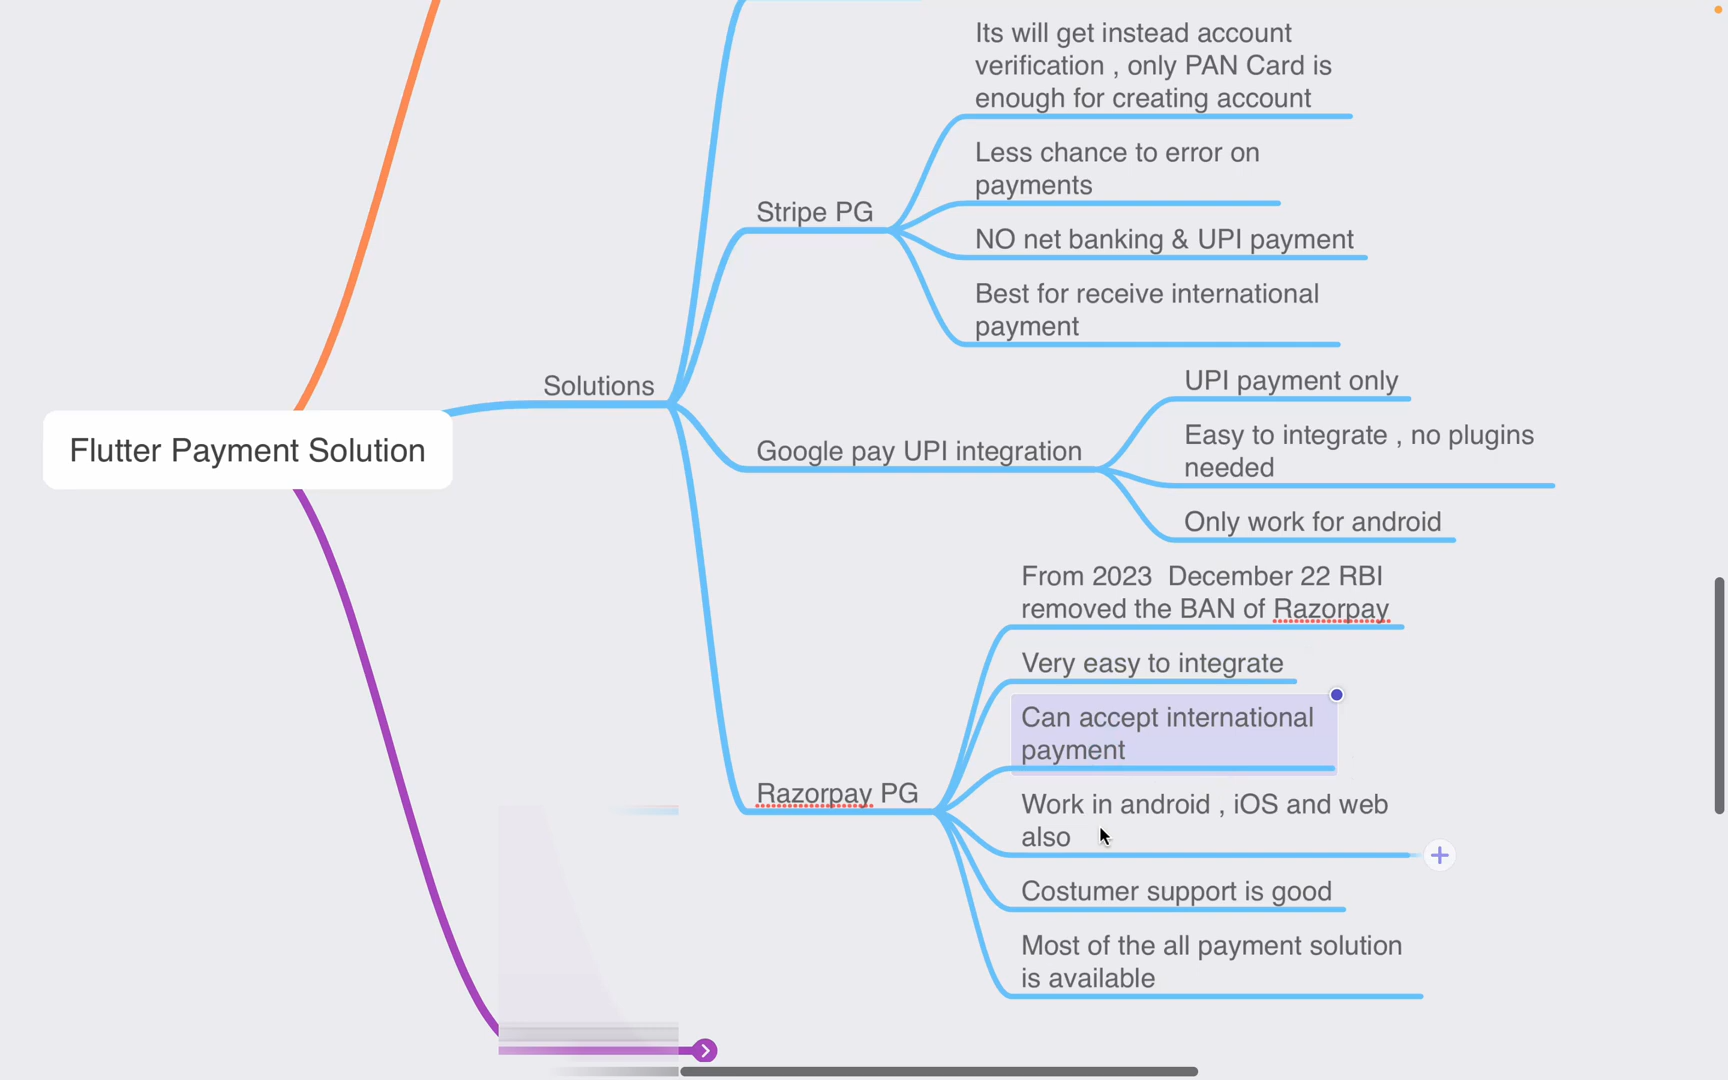 Its will get instead account
verification , only PAN Card is
enough for creating account
Less chance to error on
payments
Stripe PG
NO net banking & UPI payment
Best for receive international
payment
Solutions
UPI payment only
Flutter Payment Solution
Google pay UPI integration
Easy to integrate , no plugins
needed
Only work for android
From 2023  December 22 RBI
removed the BAN of Razorpay
Very easy to integrate
Can accept international
payment
Razorpay PG
Work in android , iOS and web
also
Costumer support is good
Most of the all payment solution
is available